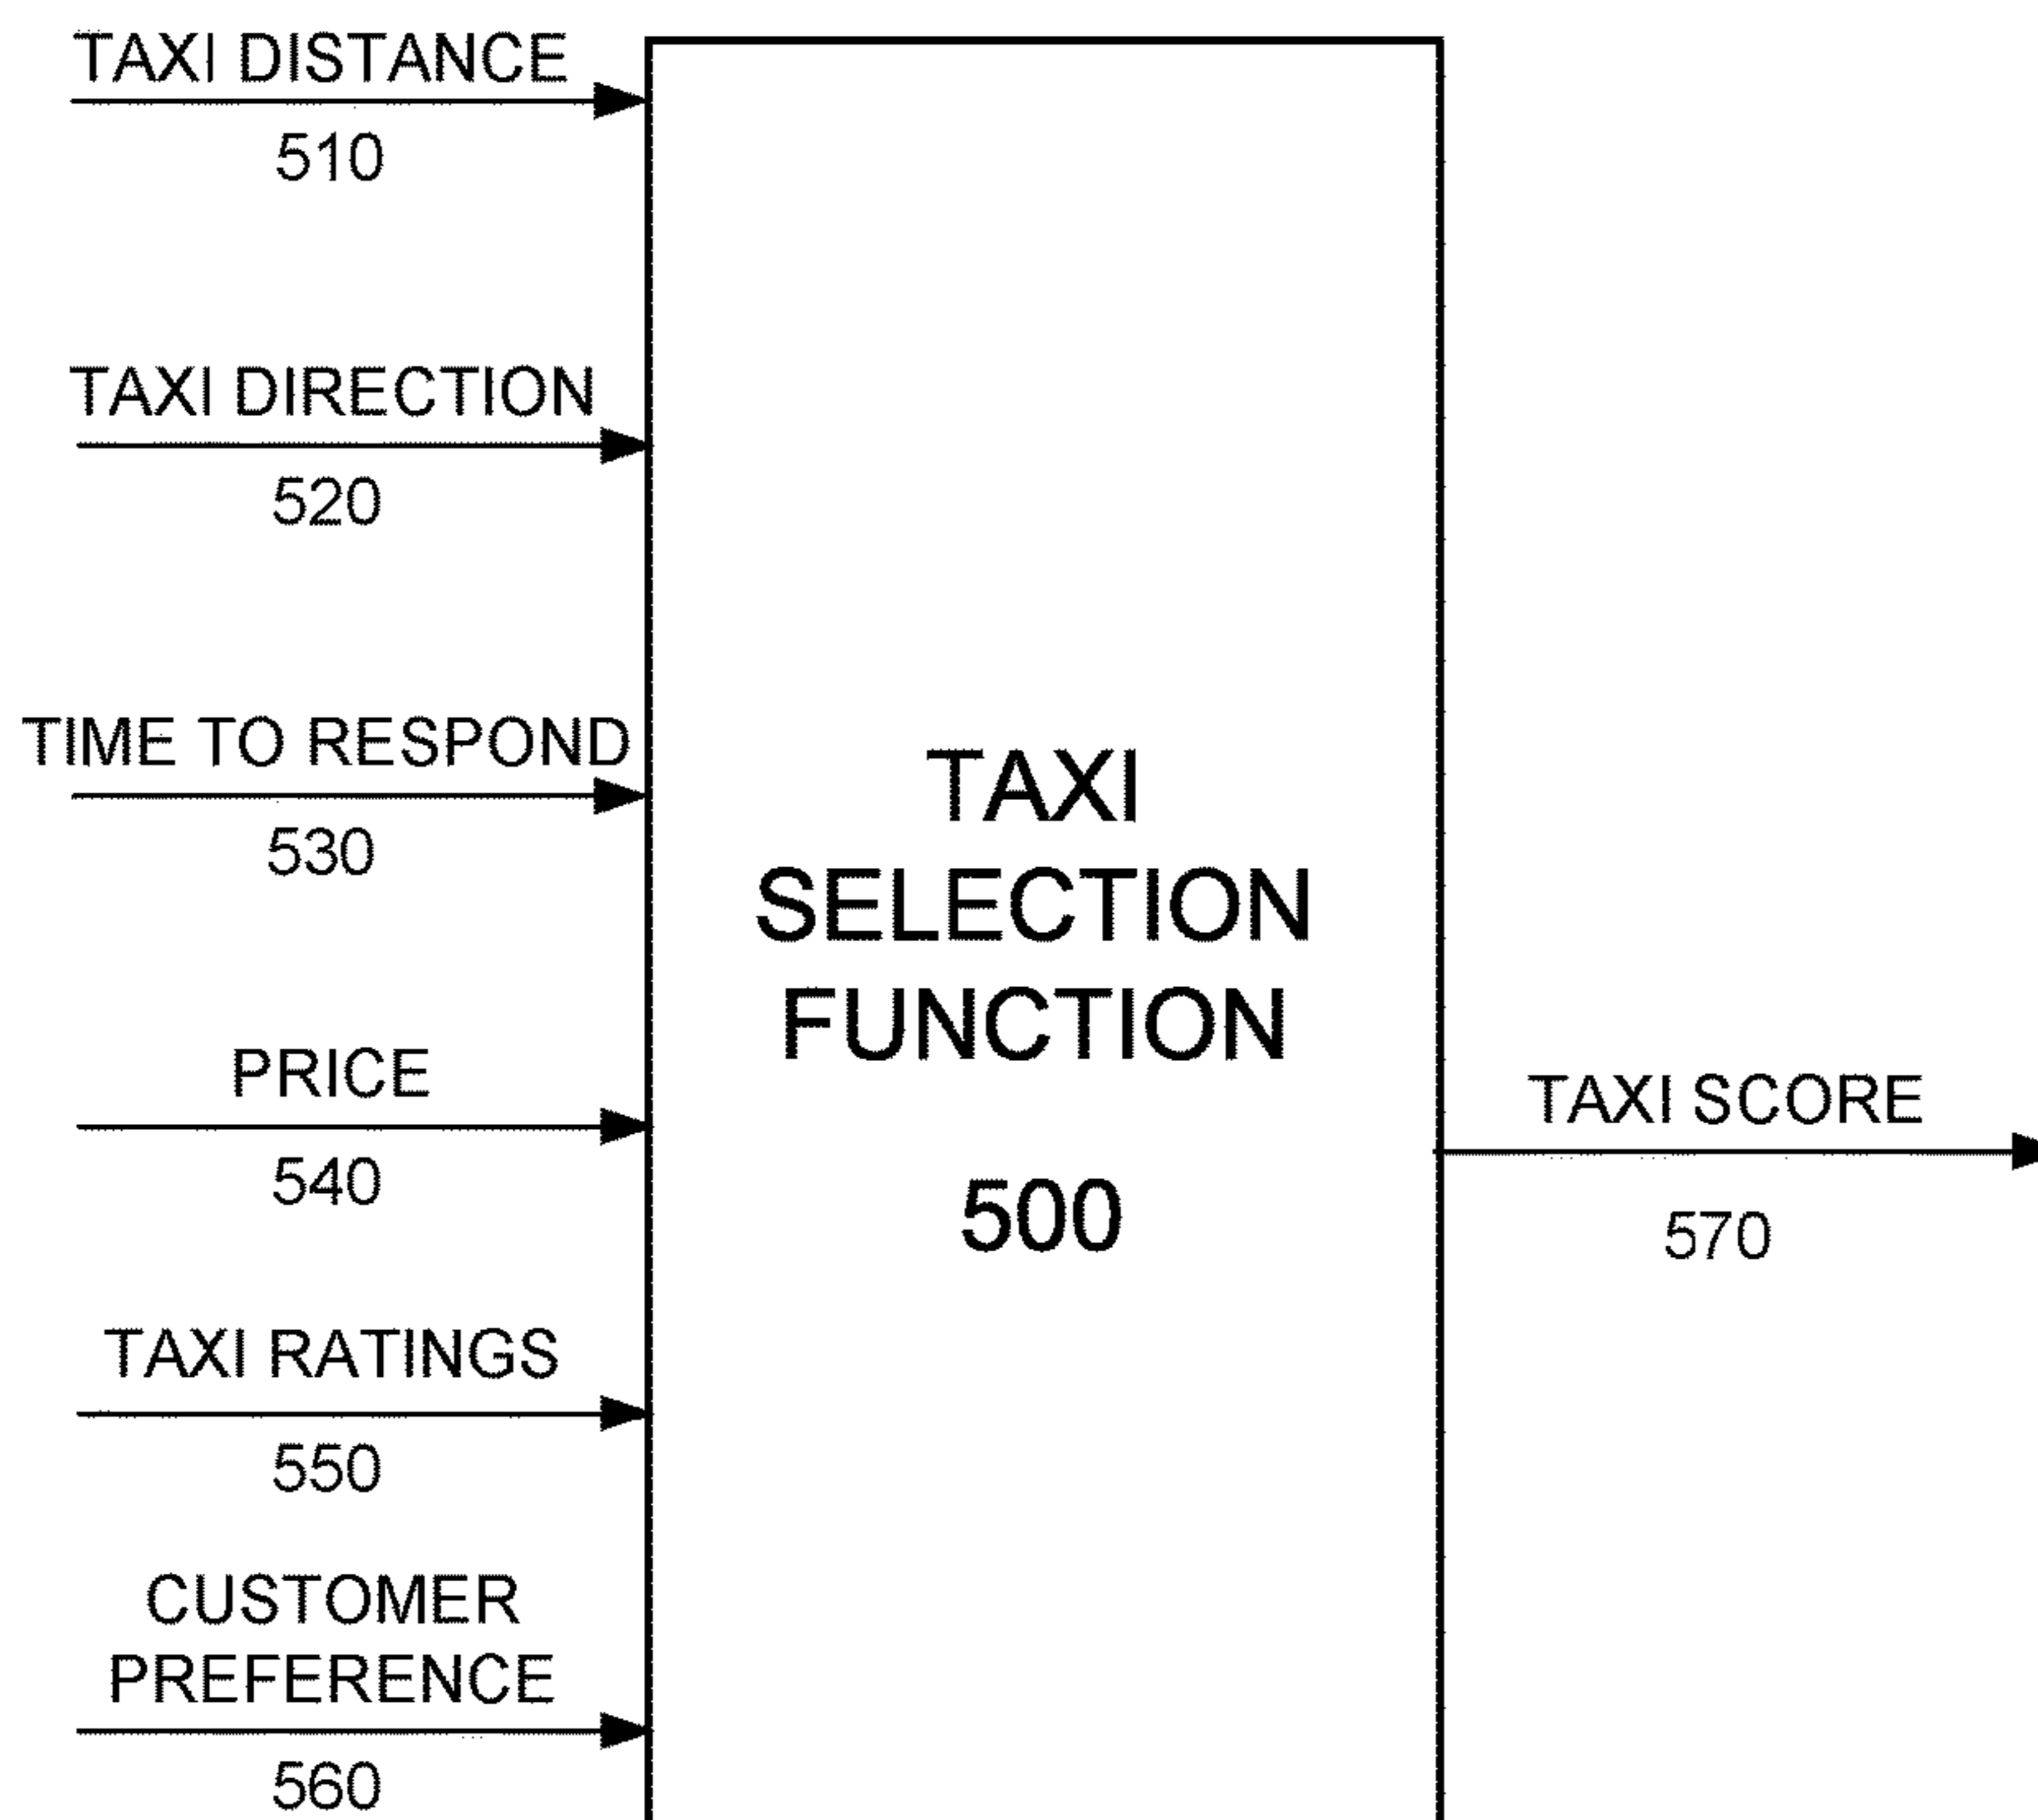 TAXI DISTANCE
510
TAXI DIRECTION
520
TIME TO RESPOND
530
PRICE
540
TAXI RATINGS
550
CUSTOMER
PREFERENCE
560
TAXI
SELECTION
FUNCTION
500
TAXI SCORE
570